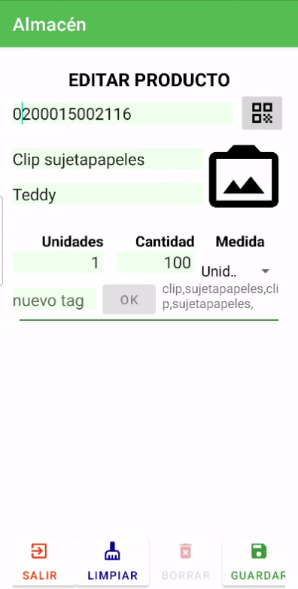 Almacén
EDITAR PRODUCTO
0200015002116
Clip sujetapapeles
Teddy
Unidades Cantidad Medida
1 100 Unid..
nuevo tag OK clip,sujetapapeles,cli
p,sujetapapeles,
SALIR LIMPIAR BORRAR GUARDAR